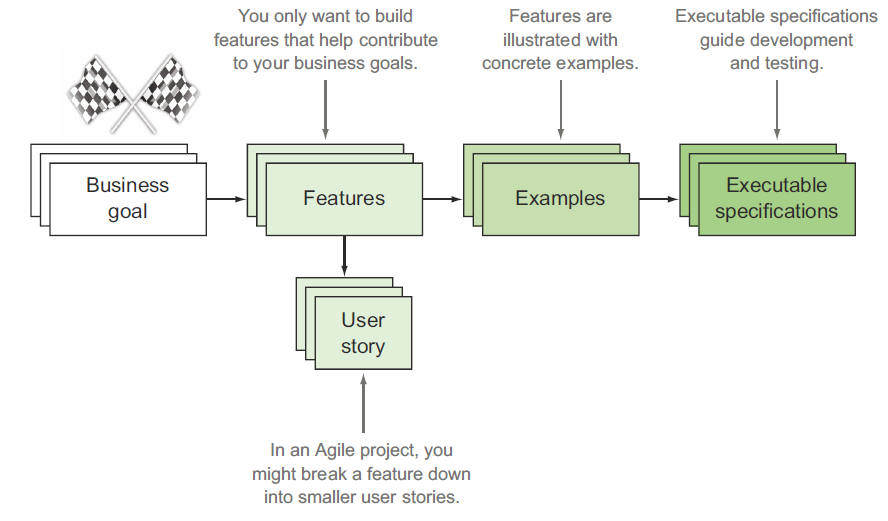 You only want to build
features that help contribute
to your business goals.
Features are
illustrated with
concrete examples.
Executable specifications
guide development
and testing.
Business
goal
Features
Examples
Executable
specifications
User
story
In an Agile project, you
might break a feature down
into smaller user stories.